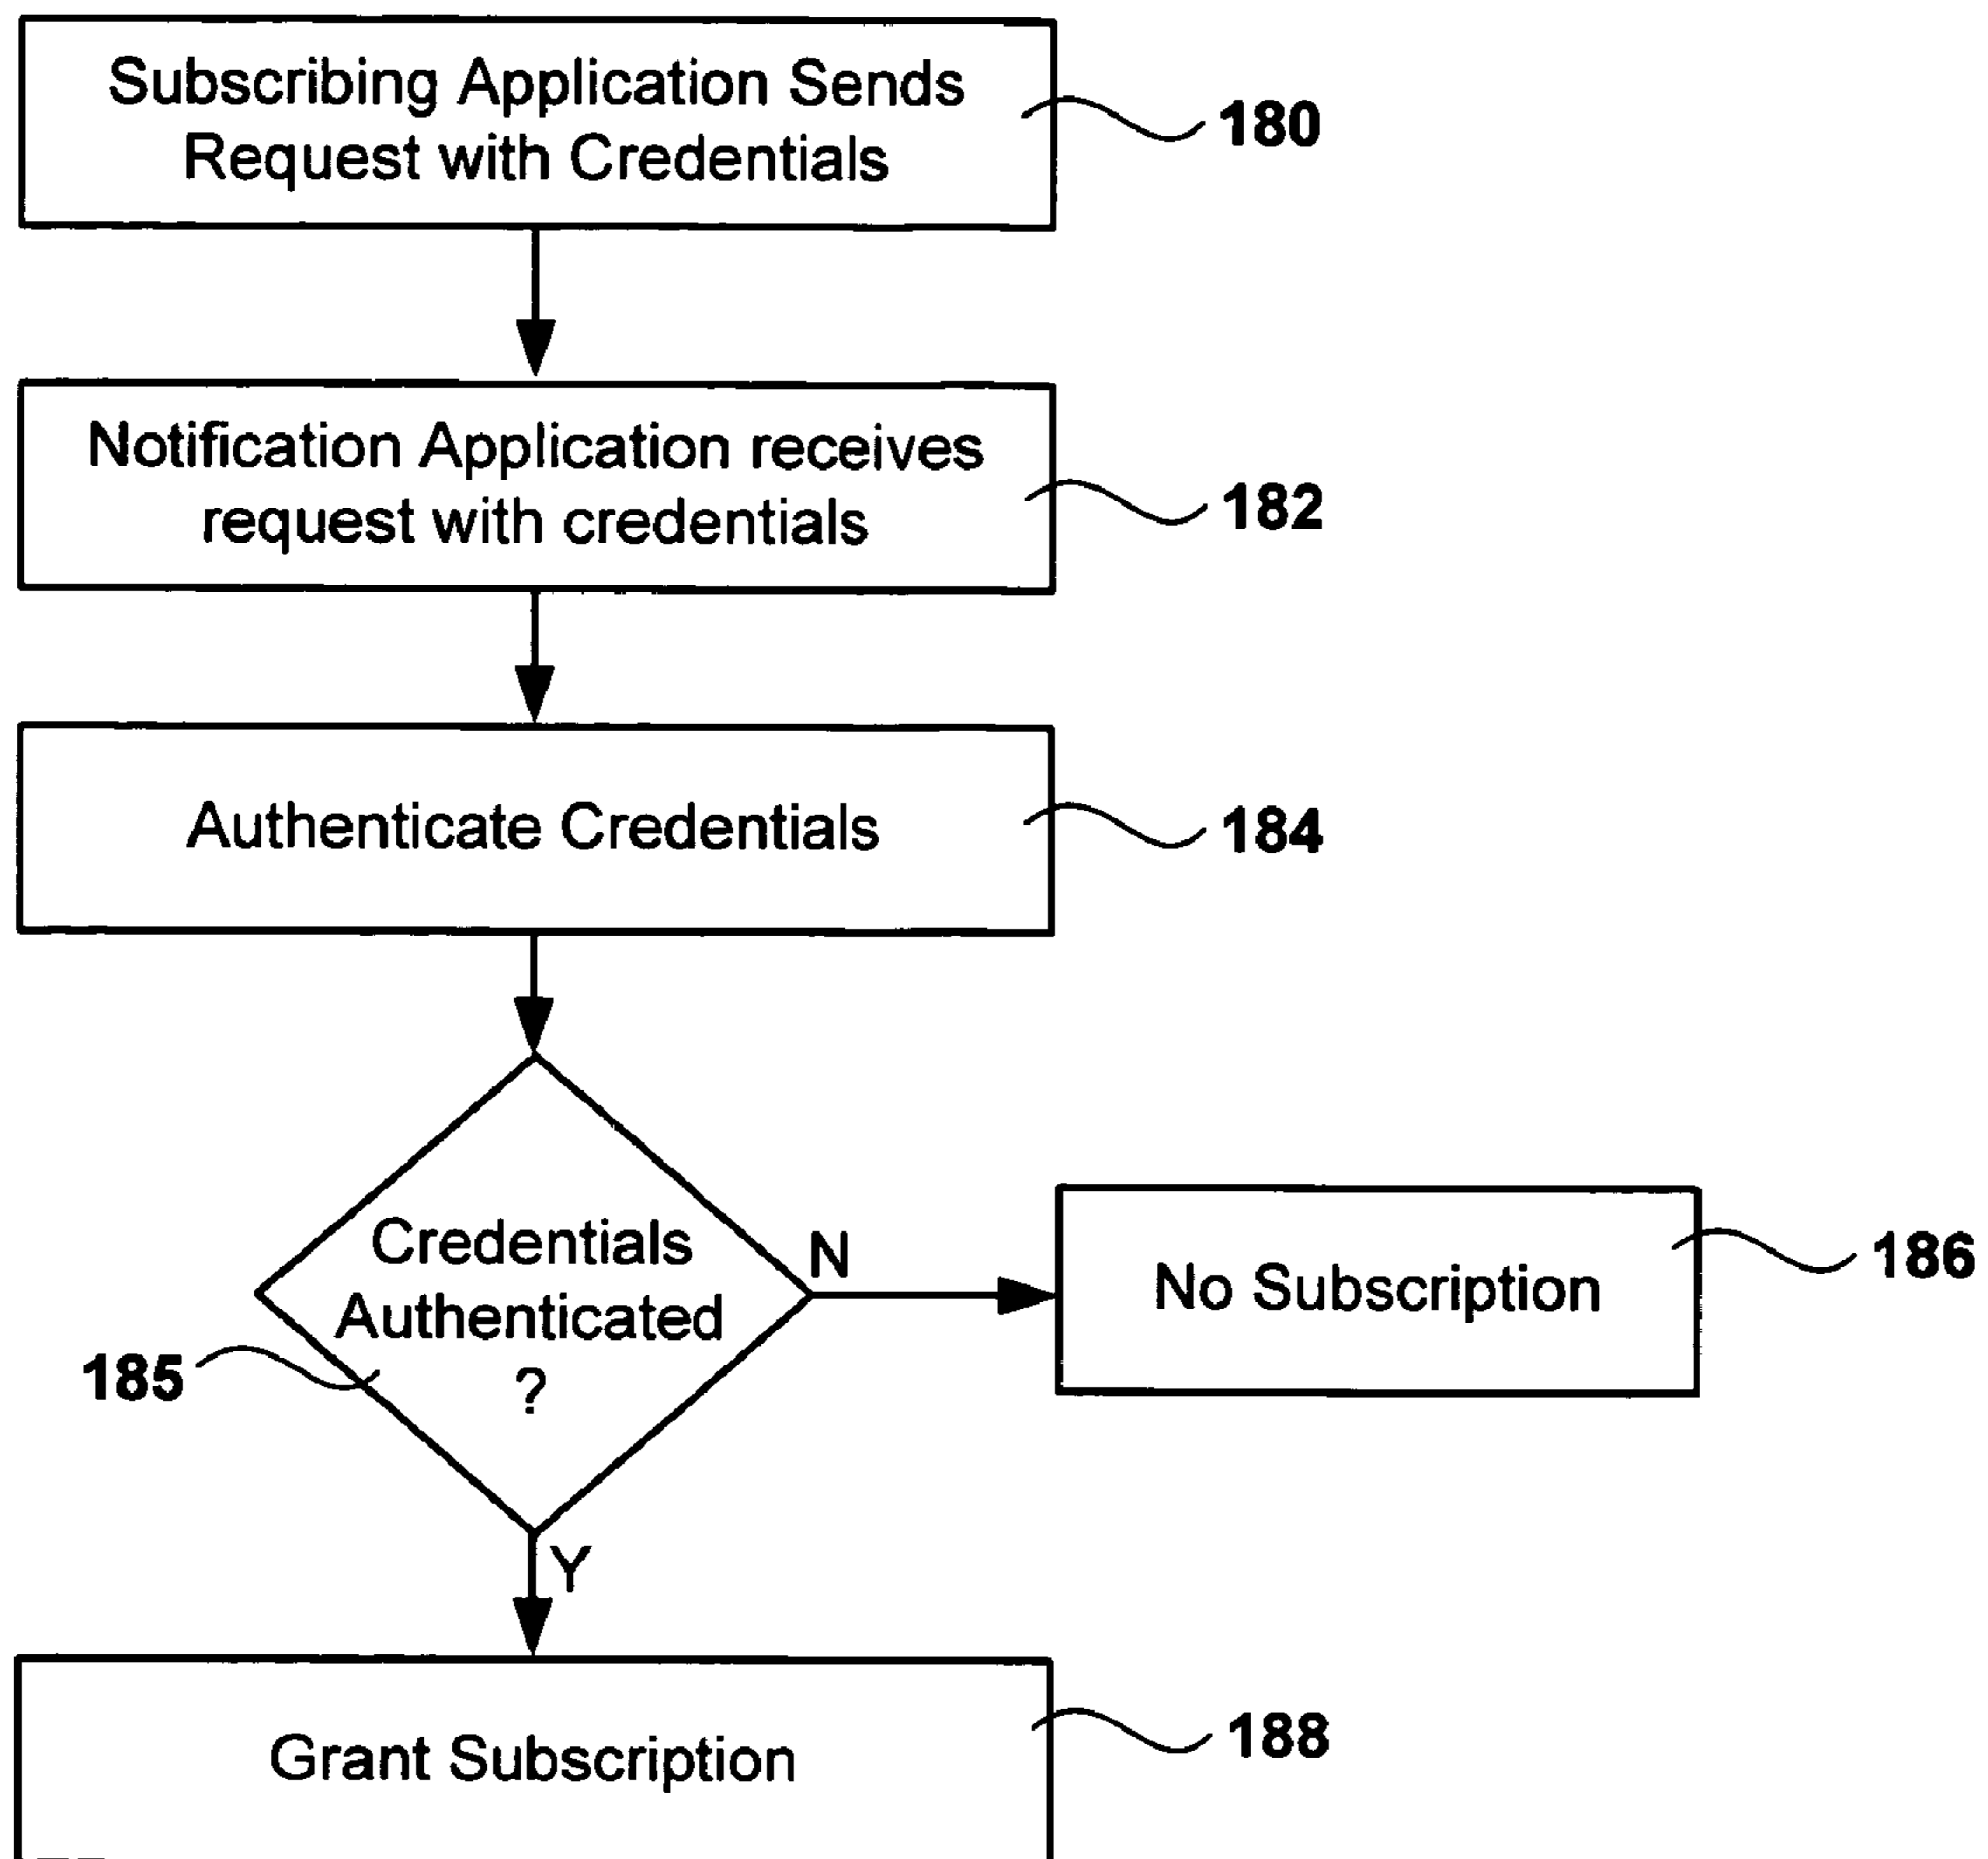 Subscribing Application Sends
Request with Credentials
180
Notification Application receives
request with credentials
182
Authenticate Credentials
184
Credentials
Authenticated
?
185
N
No Subscription
186
Y
Grant Subscription
188